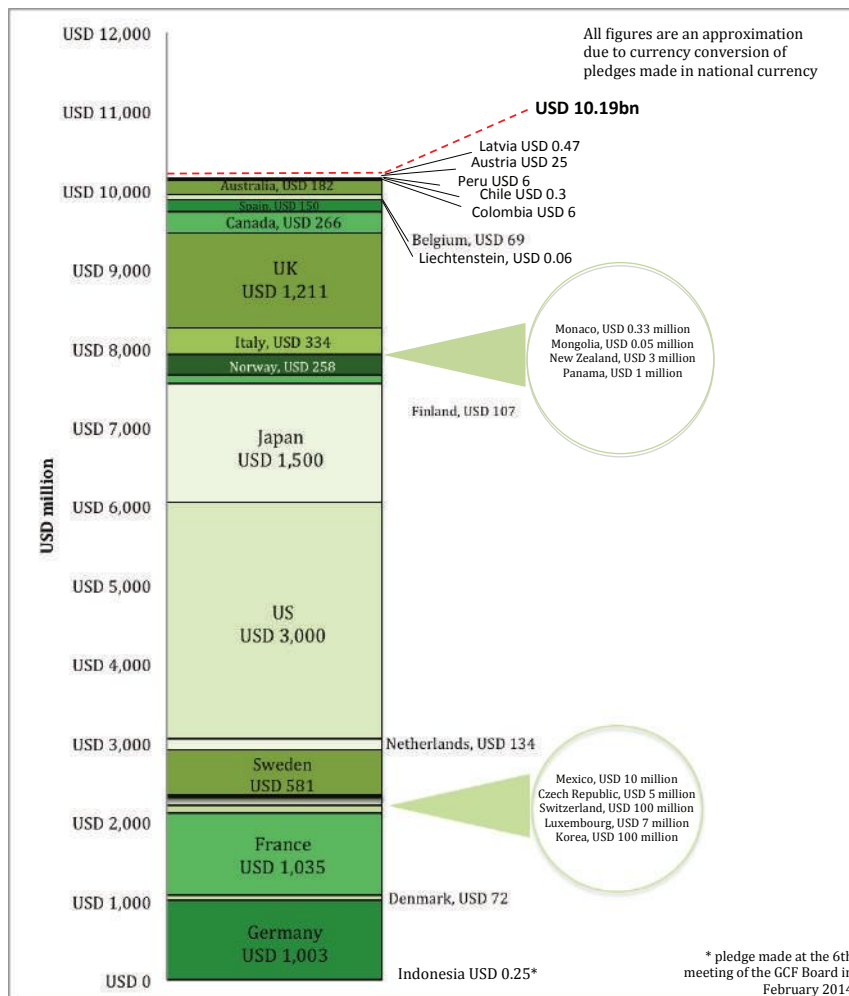 All figures are an approximation
due to currency conversion of
pledges made in national currency
USD 12,000
USD 11,000
USD 10,000
USD 9,000
USD 8,000
USD 7,000
USD 6,000
USD 5,000
USD 4,000
USD 3,000
USD 2,000
USD 1,000
USD 0
USD million
USD 10.19bn
Latvia USD 0.47
Austria USD 25
Peru USD 6
Chile USD 0.3
Colombia USD 6
Australia, USD 182
Spain, USD 150
Canada, USD 266
Belgium, USD 69
Liechtenstein, USD 0.06
UK
USD 1,211
Italy, USD 334
Norway, USD 258
Monaco, USD 0.33 million
Mongolia, USD 0.05 million
New Zealand, USD 3 million
Panama, USD 1 million
Finland, USD 107
Japan
USD 1,500
US
USD 3,000
Netherlands, USD 134
Sweden
USD 581
Mexico, USD 10 million
Czech Republic, USD 5 million
Switzerland, USD 100 million
Luxembourg, USD 7 million
Korea, USD 100 million
France
USD 1,035
Denmark, USD 72
Germany
USD 1,003
Indonesia USD 0.25*
* pledge made at the 6th
meeting of the GCF Board in
February 2014